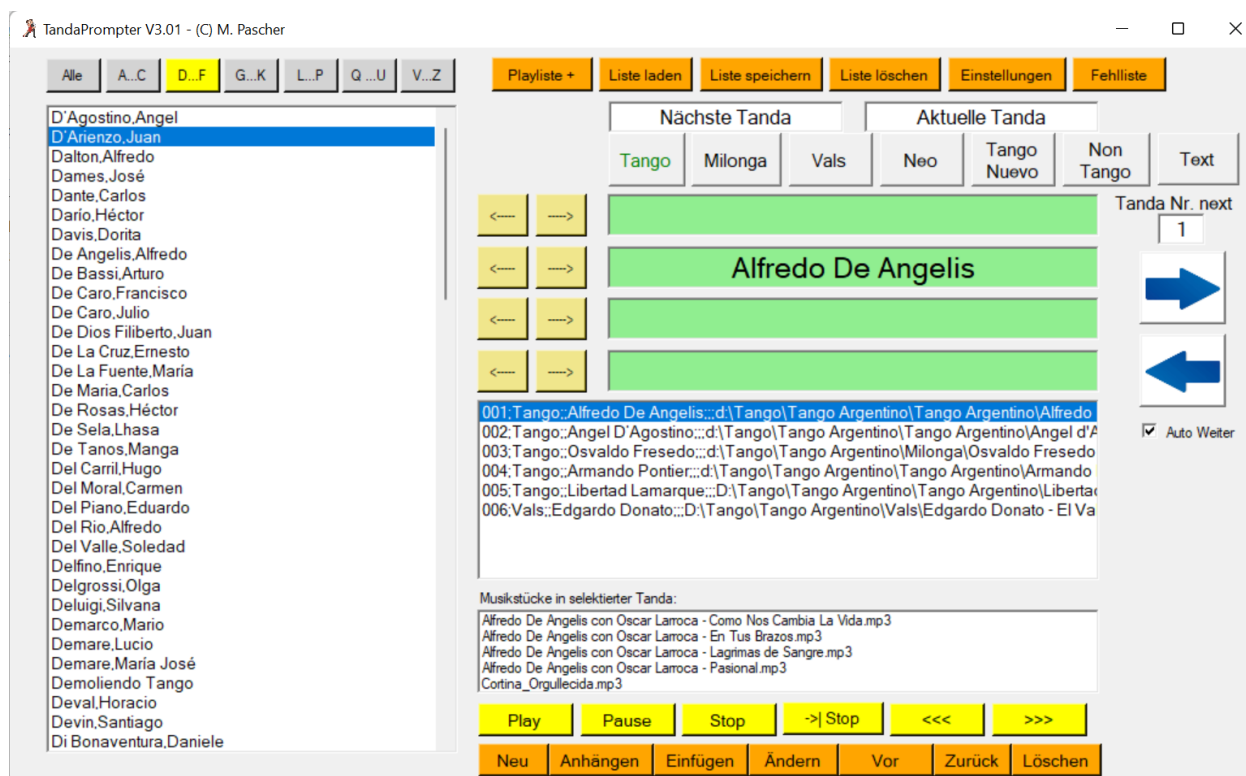 TandaPrompter V3.01 - (C) M. Pascher
Alle A...C D...F G...K L...P Q ...U V...Z
Playliste + Liste laden Liste speichern Liste löschen Einstellungen Fehlliste
D'Agostino,Angel
D'Arienzo,Juan
Dalton,Alfredo
Dames,José
Dante,Carlos
Darío,Héctor
Davis,Dorita
De Angelis,Alfredo
De Bassi,Arturo
De Caro,Francisco
De Caro,Julio
De Dios Filiberto,Juan
De La Cruz,Ernesto
De La Fuente,María
De Maria,Carlos
De Rosas,Héctor
De Sela,Lhasa
De Tanos,Manga
Del Carril,Hugo
Del Moral,Carmen
Del Piano,Eduardo
Del Rio,Alfredo
Del Valle,Soledad
Delfino,Enrique
Delgrossi,Olga
Deluigi,Silvana
Demarco,Mario
Demare,Lucio
Demare,María José
Demoliendo Tango
Deval,Horacio
Devin,Santiago
Di Bonaventura,Daniele
Nächste Tanda Aktuelle Tanda
Tango Milonga Vals Neo Tango Nuevo Non Tango Text
Tanda Nr. next
1
<----- ----->
<----- ----->
Alfredo De Angelis
<----- ----->
<----- ----->
Auto Weiter
001;Tango;;Alfredo De Angelis;;;d:\Tango\Tango Argentino\Tango Argentino\Alfredo
002;Tango;;Angel D'Agostino;;;d:\Tango\Tango Argentino\Tango Argentino\Angel d'A
003;Tango;;Osvaldo Fresedo;;;d:\Tango\Tango Argentino\Milonga\Osvaldo Fresedo
004;Tango;;Armando Pontier;;;d:\Tango\Tango Argentino\Tango Argentino\Armando
005;Tango;;Libertad Lamarque;;;D:\Tango\Tango Argentino\Tango Argentino\Libertad
006;Vals;;Edgardo Donato;;;D:\Tango\Tango Argentino\Vals\Edgardo Donato - El Va
Musikstücke in selektierter Tanda:
Alfredo De Angelis con Oscar Larroca - Como Nos Cambia La Vida.mp3
Alfredo De Angelis con Oscar Larroca - En Tus Brazos.mp3
Alfredo De Angelis con Oscar Larroca - Lagrimas de Sangre.mp3
Alfredo De Angelis con Oscar Larroca - Pasional.mp3
Cortina_Orgullecida.mp3
Play Pause Stop ->| Stop <<< >>>
Neu Anhängen Einfügen Ändern Vor Zurück Löschen